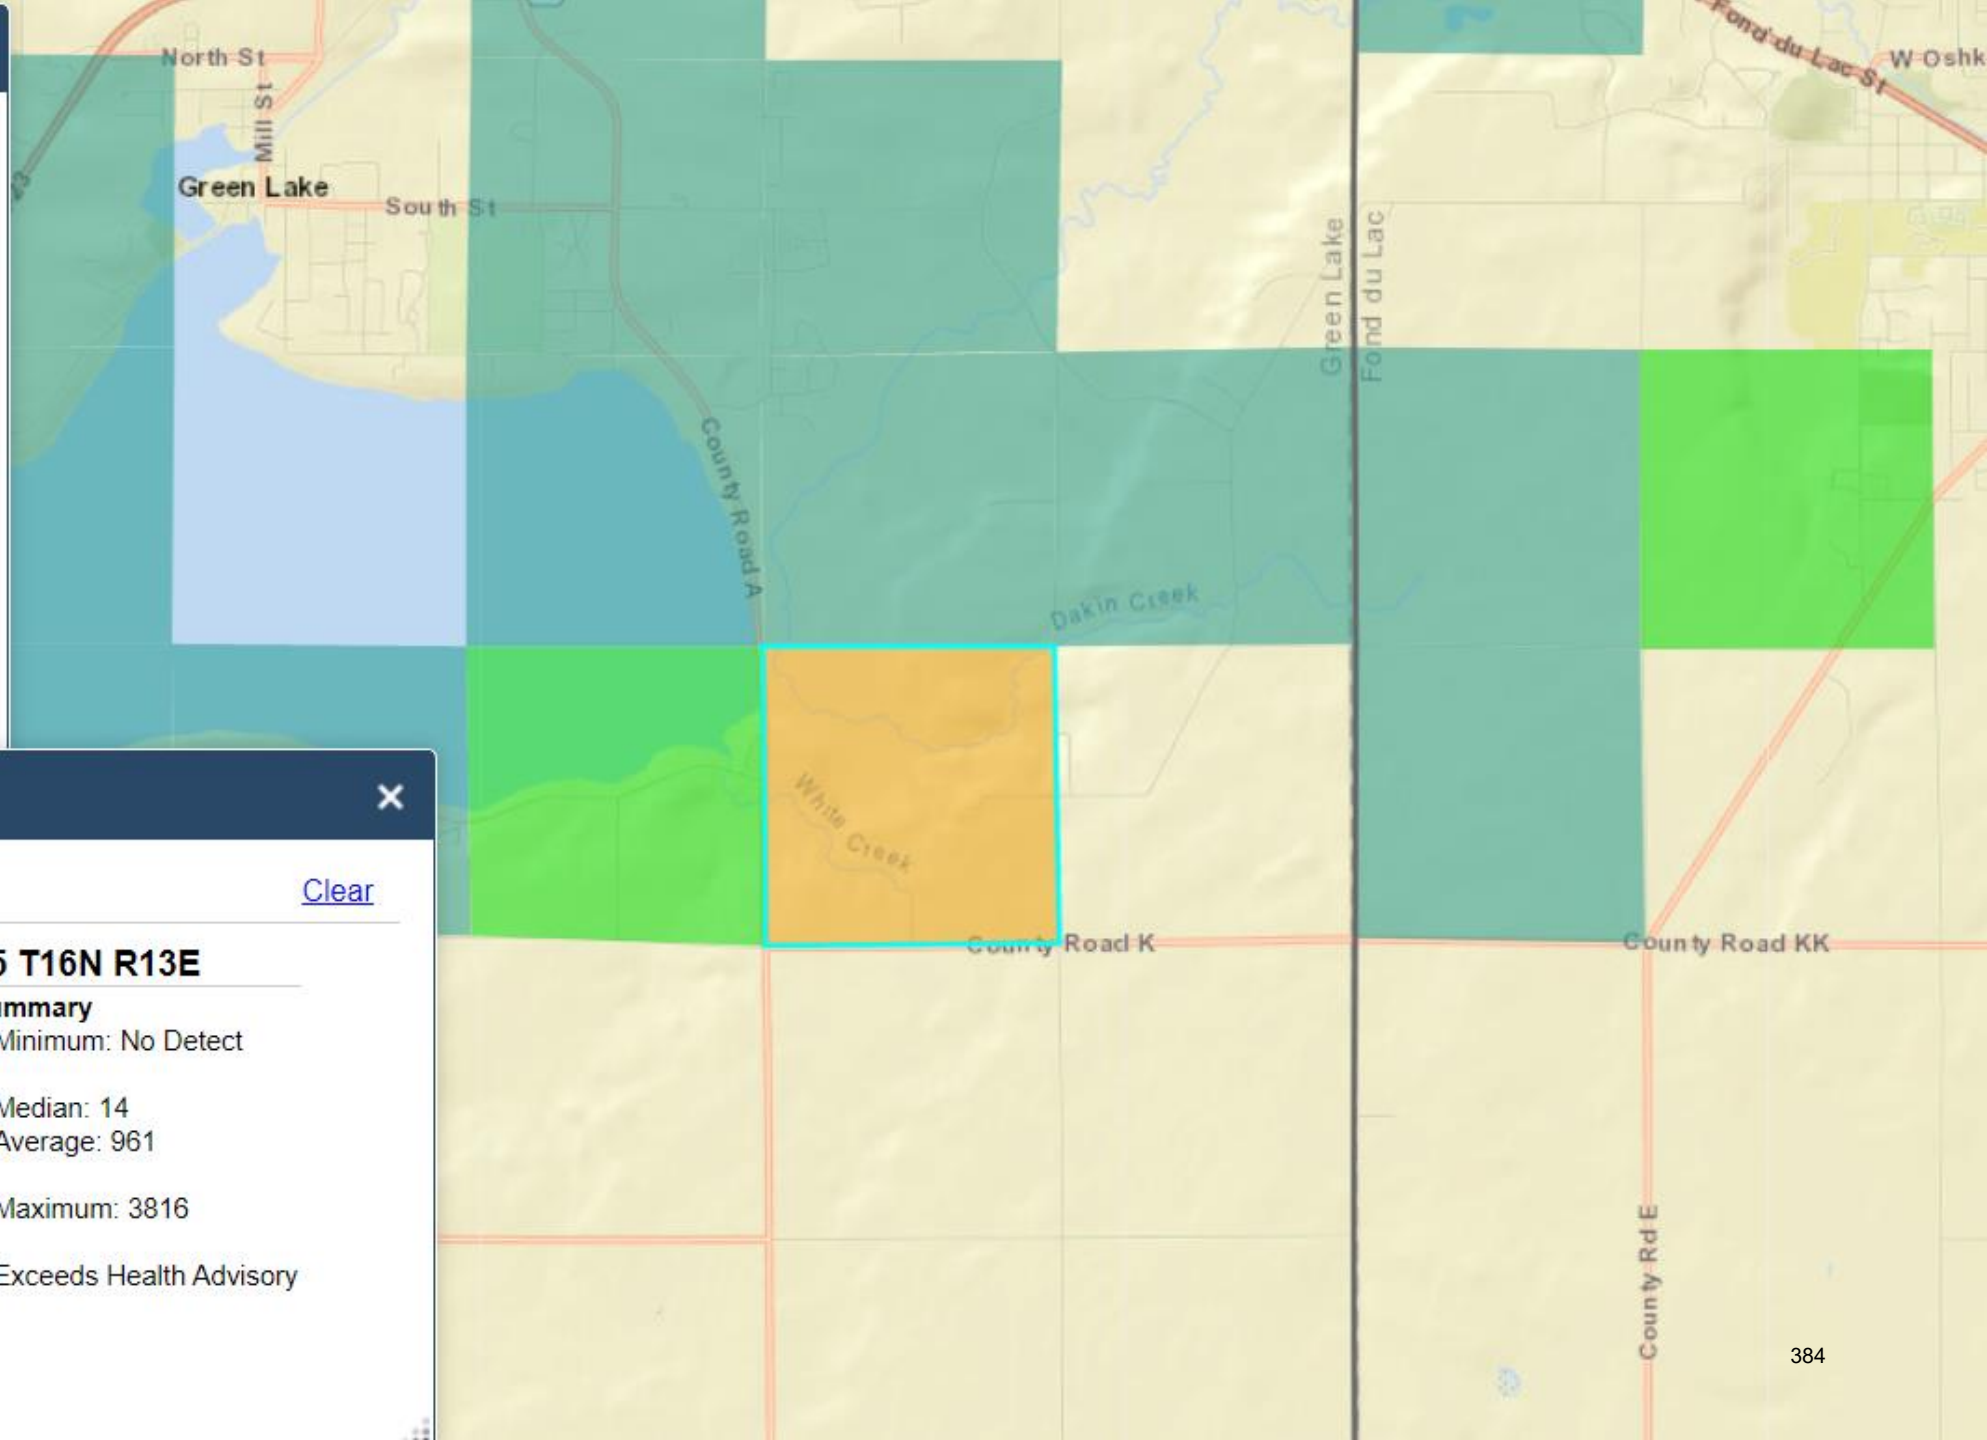 North St
Mill St
Green Lake
South St
23
County Road A
Green Lake
Fond du Lac
Fond du Lac St
W Oshk
Dakin Creek
White Creek
County Road K
County Road KK
County Rd E
Clear
5 T16N R13E
ummary
Minimum: No Detect
Median: 14
Average: 961
Maximum: 3816
Exceeds Health Advisory
384